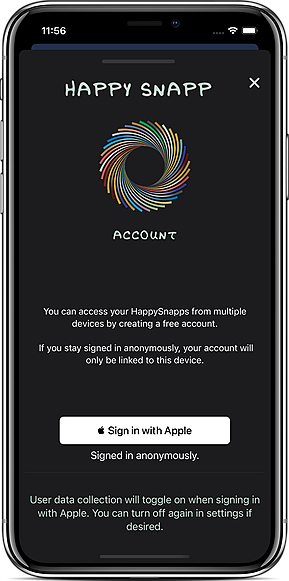 11:56
HAPPY SNAPP
ACCOUNT
You can access your HappySnapps from multiple
devices by creating a free account.
If you stay signed in anonymously, your account will
only be linked to this device.
Sign in with Apple
Signed in anonymously.
User data collection will toggle on when signing in
with Apple. You can turn off again in settings if
desired.